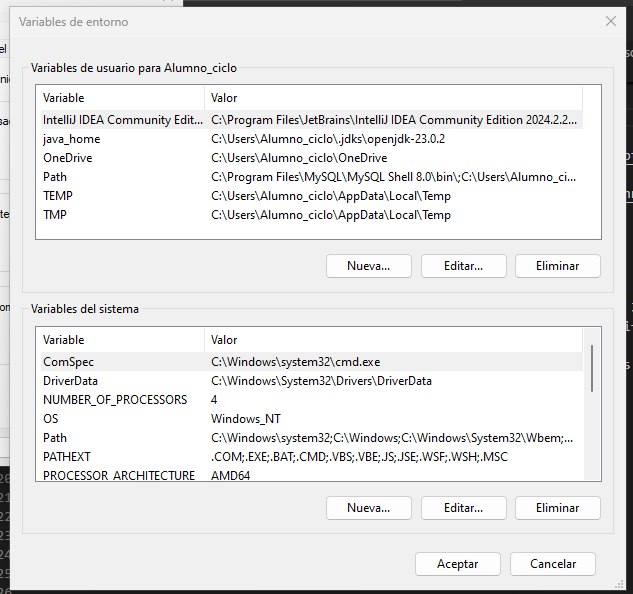 Variables de entorno
Variables de usuario para Alumno_ciclo
Variable Valor
IntelliJ IDEA Community Edit... C:\Program Files\JetBrains\IntelliJ IDEA Community Edition 2024.2.2...
java_home C:\Users\Alumno_ciclo\.jdks\openjdk-23.0.2
OneDrive C:\Users\Alumno_ciclo\OneDrive
Path C:\Program Files\MySQL\MySQL Shell 8.0\bin\;C:\Users\Alumno_ci...
TEMP C:\Users\Alumno_ciclo\AppData\Local\Temp
TMP C:\Users\Alumno_ciclo\AppData\Local\Temp
Nueva... Editar... Eliminar
Variables del sistema
Variable Valor
ComSpec C:\Windows\system32\cmd.exe
DriverData C:\Windows\System32\Drivers\DriverData
NUMBER_OF_PROCESSORS 4
OS Windows_NT
Path C:\Windows\system32;C:\Windows;C:\Windows\System32\Wbem;...
PATHEXT .COM;.EXE;.BAT;.CMD;.VBS;.VBE;.JS;.JSE;.WSF;.WSH;.MSC
PROCESSOR_ARCHITECTURE AMD64
Nueva... Editar... Eliminar
Aceptar Cancelar